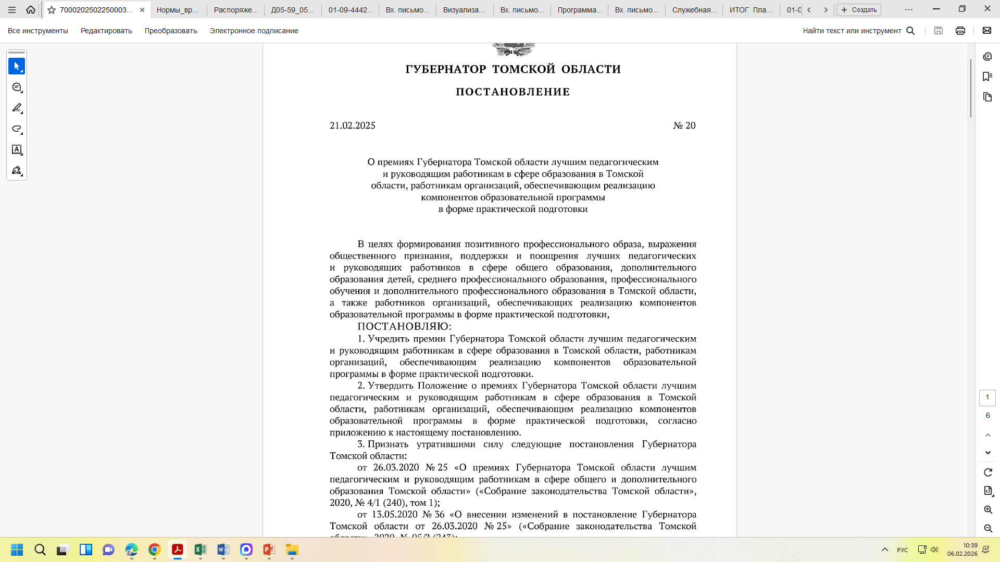 7000202502250003...
Нормы_вр...
Распоряже...
Д05-59_05...
01-09-4442...
Вх. письмо...
Визуализа...
Вх. письмо...
Программа...
Вх. письмо...
Служебная...
ИТОГ Пла...
Создать
Все инструменты
Редактировать
Преобразовать
Электронное подписание
Найти текст или инструмент
ГУБЕРНАТОР ТОМСКОЙ ОБЛАСТИ
ПОСТАНОВЛЕНИЕ
21.02.2025
№ 20
О премиях Губернатора Томской области лучшим педагогическим
и руководящим работникам в сфере образования в Томской
области, работникам организаций, обеспечивающим реализацию
компонентов образовательной программы
в форме практической подготовки
В целях формирования позитивного профессионального образа, выражения
общественного признания, поддержки и поощрения лучших педагогических
и руководящих работников в сфере общего образования, дополнительного
образования детей, среднего профессионального образования, профессионального
обучения и дополнительного профессионального образования в Томской области,
а также работников организаций, обеспечивающих реализацию компонентов
образовательной программы в форме практической подготовки,
ПОСТАНОВЛЯЮ:
1. Учредить премии Губернатора Томской области лучшим педагогическим
и руководящим работникам в сфере образования в Томской области, работникам
организаций, обеспечивающим реализацию компонентов образовательной
программы в форме практической подготовки.
2. Утвердить Положение о премиях Губернатора Томской области лучшим
педагогическим и руководящим работникам в сфере образования в Томской
области, работникам организаций, обеспечивающим реализацию компонентов
образовательной программы в форме практической подготовки, согласно
приложению к настоящему постановлению.
3. Признать утратившими силу следующие постановления Губернатора
Томской области:
от 26.03.2020 № 25 «О премиях Губернатора Томской области лучшим
педагогическим и руководящим работникам в сфере общего и дополнительного
образования Томской области» («Собрание законодательства Томской области»,
2020, № 4/1 (240), том 1);
от 13.05.2020 № 36 «О внесении изменений в постановление Губернатора
Томской области от 26.03.2020 № 25» («Собрание законодательства Томской
1
6
РУС
10:39
06.02.2026